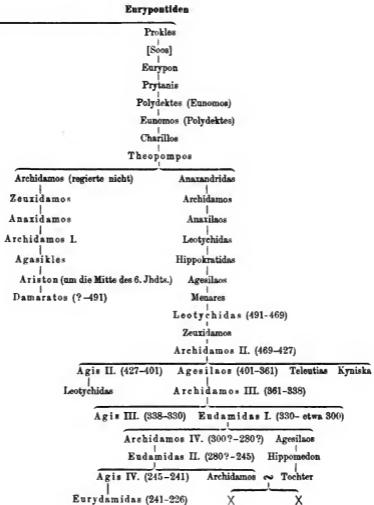 Eurypontiden
Prokles
[Soos]
Eurypon
Prytanis
Polydektes (Eunomos)
Eunomos (Polydektes)
Charillos
Theopompos
Archidamos (regierte nicht) Anaxandridas
Zeuxidamos Archidamos
Anaxidamos Anaxilaos
Archidamos I. Leotychidas
Agasikles Hippokratidas
Ariston (um die Mitte des 6. Jhdts.) Agesilaos
Damaratos (?-491) Menares
Leotychidas (491-469)
Zeuxidamos
Archidamos II. (469-427)
Agis II. (427-401) Agesilaos (401-361) Teleutias Kyniska
Leotychidas Archidamos III. (361-338)
Agis III. (338-330) Eudamidas I. (330- etwa 300)
Archidamos IV. (300?-280?) Agesilaos
Eudamidas II. (280?-245) Hippomedon
Agis IV. (245-241) Archidamos ∾ Tochter
Eurydamidas (241-226) X X